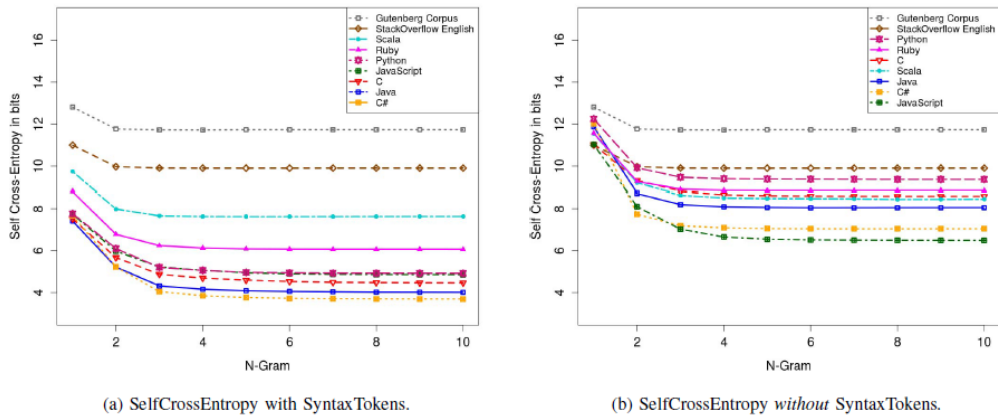 Gutenberg Corpus
StackOverflow English
Scala
Ruby
Python
JavaScript
C
Java
C#
16
14
12
10
8
6
4
Self Cross-Entropy in bits
2 4 6 8 10
N-Gram
(a) SelfCrossEntropy with SyntaxTokens.
Gutenberg Corpus
StackOverflow English
Python
Ruby
C
Scala
Java
C#
JavaScript
16
14
12
10
8
6
4
Self Cross-Entropy in bits
2 4 6 8 10
N-Gram
(b) SelfCrossEntropy without SyntaxTokens.